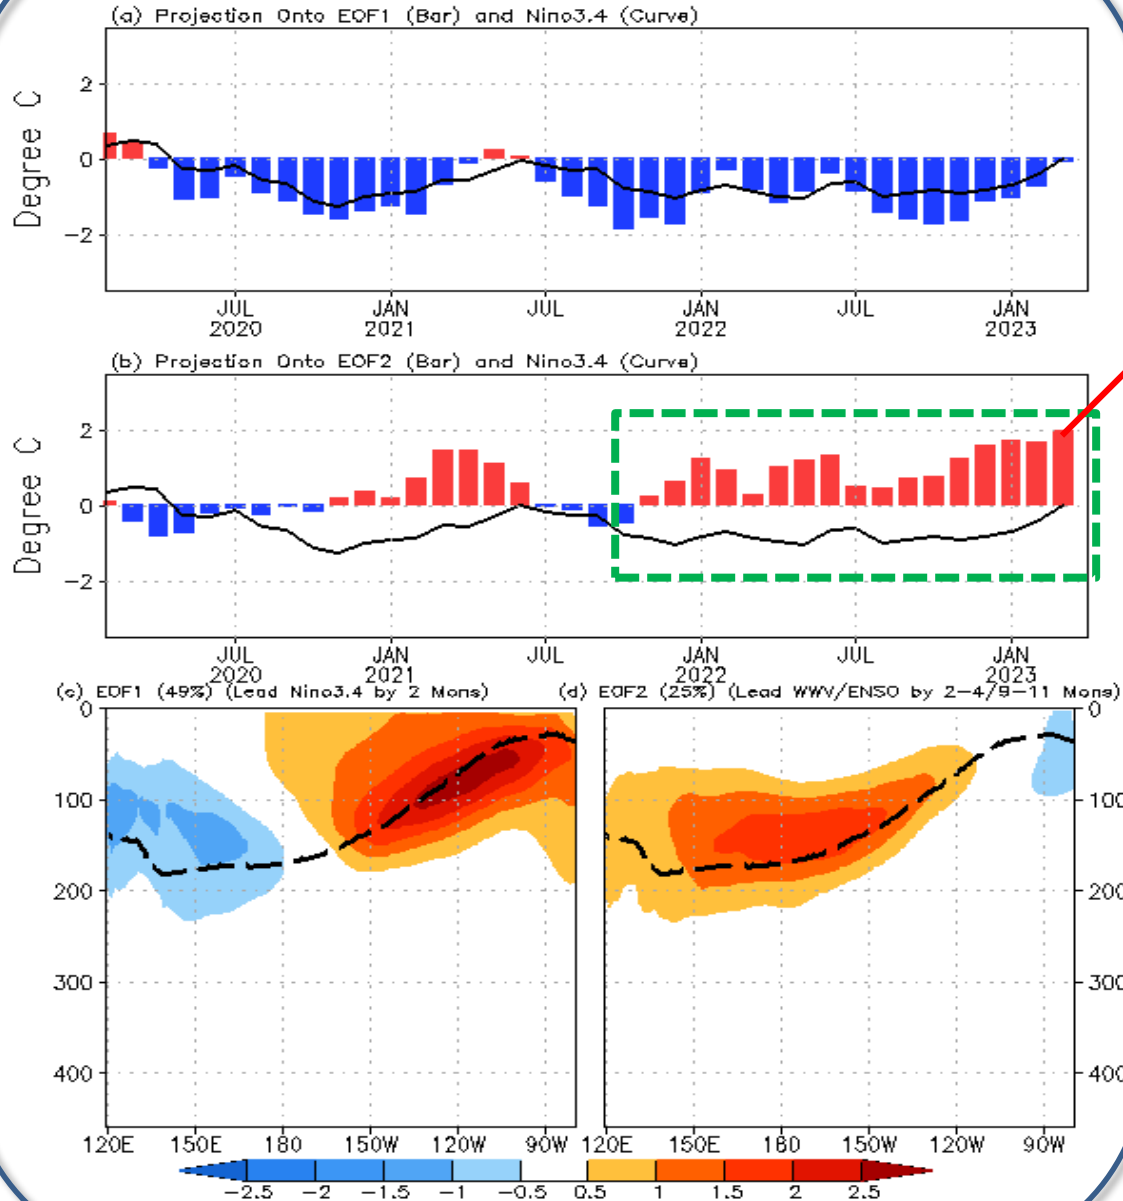 (a) Projection Onto EOF1 (Bar) and Nino3.4 (Curve)
Degree C
2
0
−2
JUL JAN JUL JAN JUL JAN
2020 2021 2022 2023
(b) Projection Onto EOF2 (Bar) and Nino3.4 (Curve)
Degree C
2
0
−2
JUL JAN JUL JAN JUL JAN
2020 2021 2022 2023
(c) EOF1 (49%) (Lead Nino3.4 by 2 Mons)
(d) EOF2 (25%) (Lead WWV/ENSO by 2−4/9−11 Mons)
0 0
100 100
200 200
300 300
400 400
120E 150E 180 150W 120W 90W 120E 150E 180 150W 120W 90W
−2.5 −2 −1.5 −1 −0.5 0.5 1 1.5 2 2.5